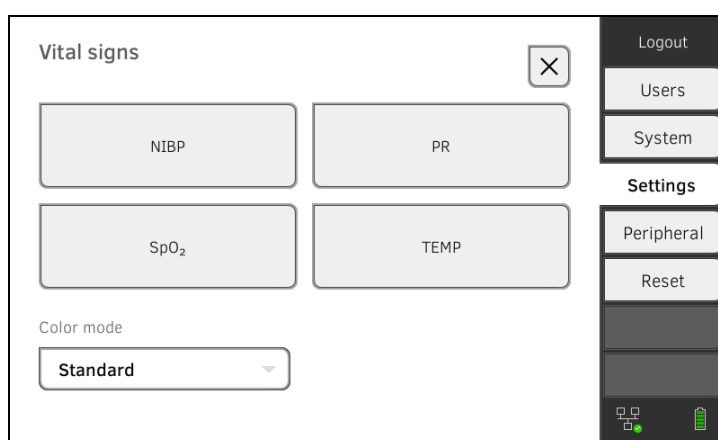 Vital signs
NIBP
PR
SpO₂
TEMP
Color mode
Standard
Logout
Users
System
Settings
Peripheral
Reset